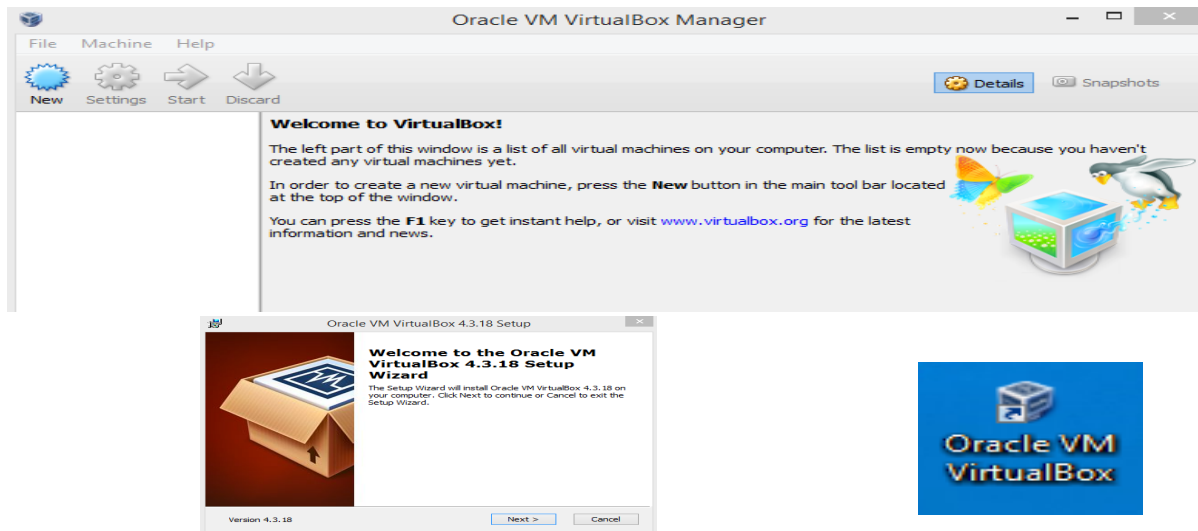 Oracle VM VirtualBox Manager
File Machine Help
New Settings Start Discard
Details Snapshots
Welcome to VirtualBox!
The left part of this window is a list of all virtual machines on your computer. The list is empty now because you haven't
created any virtual machines yet.
In order to create a new virtual machine, press the New button in the main tool bar located
at the top of the window.
You can press the F1 key to get instant help, or visit www.virtualbox.org for the latest
information and news.
Oracle VM VirtualBox 4.3.18 Setup
Welcome to the Oracle VM
VirtualBox 4.3.18 Setup
Wizard
The Setup Wizard will install Oracle VM VirtualBox 4.3.18 on
your computer. Click Next to continue or Cancel to exit the
Setup Wizard.
Version 4.3.18
Next > Cancel
Oracle VM
VirtualBox